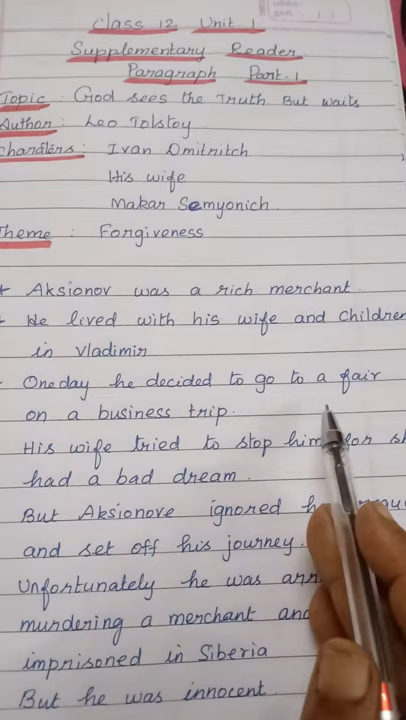 Class 12 Unit-1
Supplementary Reader
Paragraph Part-1
Topic : God sees the Truth But waits
Author : Leo Tolstoy
Chardters : Ivan Dmitritch
His wife
Makar Semyonich
Theme : Forgiveness
Aksionov was a rich merchant.
He lived with his wife and children
in Vladimir
Oneday he decided to go to a fair
on a business trip.
His wife tried to stop him for
had a bad dream.
But Aksionove ignored
and set off his journey.
Unfortunately he was
murdering a merchant and
imprisoned in Siberia
But he was innocent.